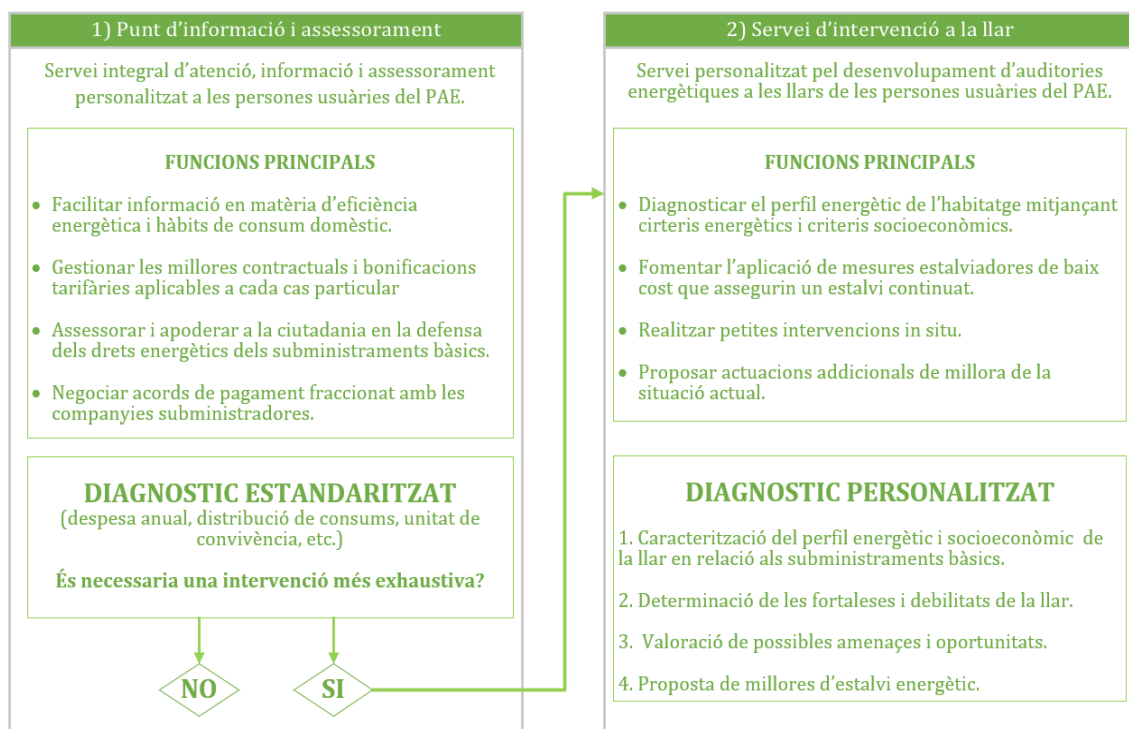 1) Punt d’informació i assessorament
Servei integral d’atenció, informació i assessorament
personalitzat a les persones usuàries del PAE.
FUNCIONS PRINCIPALS
• Facilitar informació en matèria d’eficiència
energètica i hàbits de consum domèstic.
• Gestionar les millores contractuals i bonificacions
tarifàries aplicables a cada cas particular
• Assessorar i apoderar a la ciutadania en la defensa
dels drets energètics dels subministraments bàsics.
• Negociar acords de pagament fraccionat amb les
companyies subministradores.
DIAGNOSTIC ESTANDARITZAT
(despesa anual, distribució de consums, unitat de
convivència, etc.)
És necessaria una intervenció més exhaustiva?
NO
SI
2) Servei d’intervenció a la llar
Servei personalitzat pel desenvolupament d’auditories
energètiques a les llars de les persones usuàries del PAE.
FUNCIONS PRINCIPALS
• Diagnosticar el perfil energètic de l’habitatge mitjançant
cirteris energètics i criteris socioeconòmics.
• Fomentar l’aplicació de mesures estalviadores de baix
cost que assegurin un estalvi continuat.
• Realitzar petites intervencions in situ.
• Proposar actuacions addicionals de millora de la
situació actual.
DIAGNOSTIC PERSONALITZAT
1. Caracterització del perfil energètic i socioeconòmic de
la llar en relació als subministraments bàsics.
2. Determinació de les fortaleses i debilitats de la llar.
3. Valoració de possibles amenaçes i oportunitats.
4. Proposta de millores d’estalvi energètic.